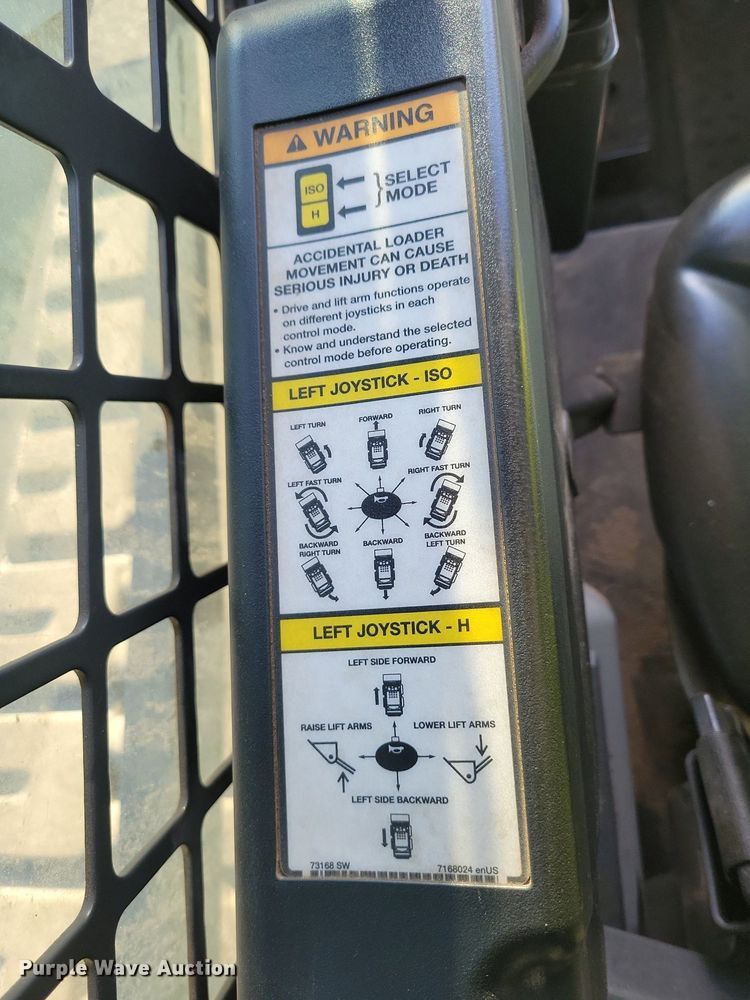 WARNING
ISO
H
SELECT
MODE
ACCIDENTAL LOADER
MOVEMENT CAN CAUSE
SERIOUS INJURY OR DEATH
• Drive and lift arm functions operate
on different joysticks in each
control mode.
• Know and understand the selected
control mode before operating.
LEFT JOYSTICK - ISO
LEFT TURN
FORWARD
RIGHT TURN
LEFT FAST TURN
RIGHT FAST TURN
BACKWARD
RIGHT TURN
BACKWARD
BACKWARD
LEFT TURN
LEFT JOYSTICK - H
LEFT SIDE FORWARD
RAISE LIFT ARMS
LOWER LIFT ARMS
LEFT SIDE BACKWARD
73168 SW
7168024 enUS
Purple Wave Auction